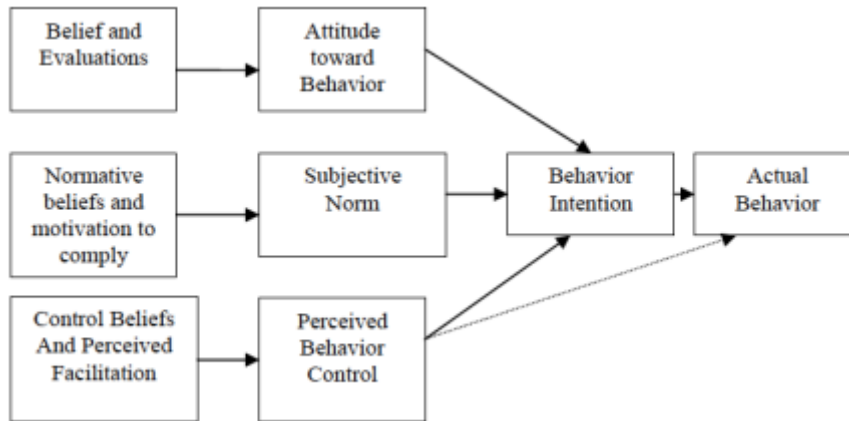 Belief and
Evaluations
Attitude
toward
Behavior
Normative
beliefs and
motivation to
comply
Subjective
Norm
Behavior
Intention
Actual
Behavior
Control Beliefs
And Perceived
Facilitation
Perceived
Behavior
Control